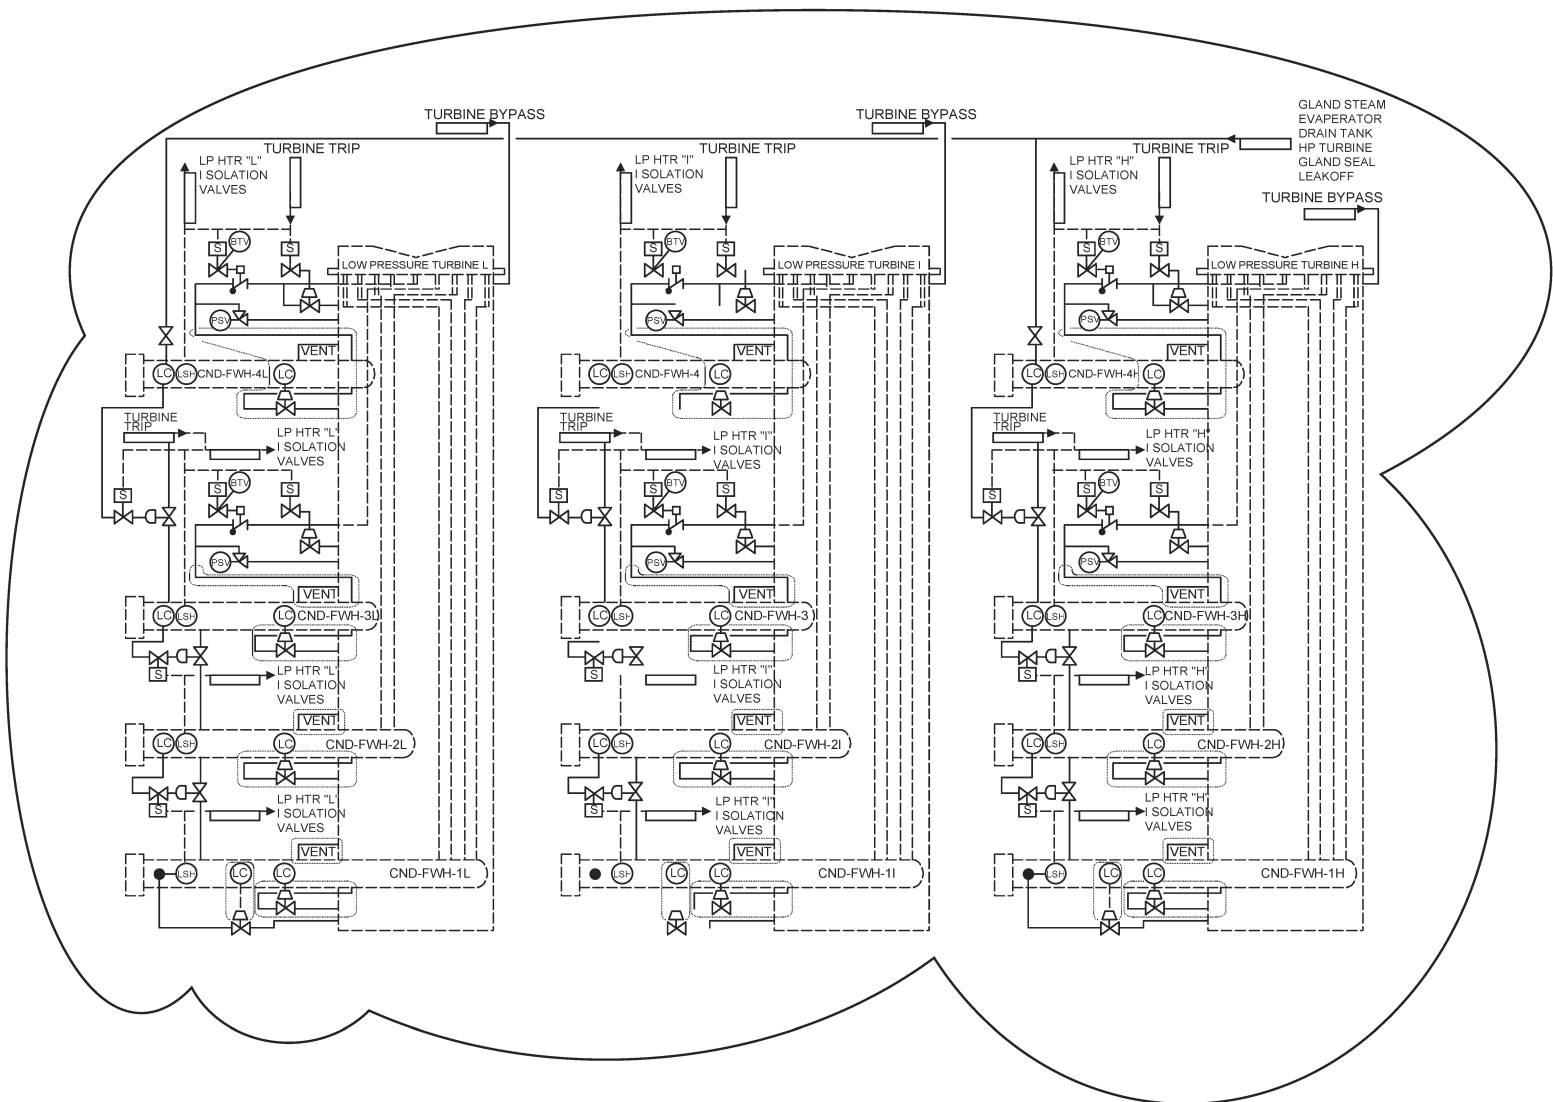 TURBINE BYPASS
TURBINE BYPASS
GLAND STEAM
EVAPORATOR
DRAIN TANK
HP TURBINE
GLAND SEAL
LEAKOFF
TURBINE BYPASS
TURBINE TRIP
LP HTR "L"
I SOLATION
VALVES
S
BTV
S
LOW PRESSURE TURBINE L
PSV
VENT
LC
LSH
CND-FWH-4L
LC
TURBINE
TRIP
LP HTR "L"
I SOLATION
VALVES
S
S
BTV
S
PSV
VENT
LC
LSH
LC
CND-FWH-3L
S
LP HTR "L"
I SOLATION
VALVES
VENT
LC
LSH
LC
CND-FWH-2L
S
LP HTR "L"
I SOLATION
VALVES
VENT
LSH
LC
LC
CND-FWH-1L
TURBINE TRIP
LP HTR "I"
I SOLATION
VALVES
S
BTV
S
LOW PRESSURE TURBINE I
PSV
VENT
LC
LSH
CND-FWH-4
LC
TURBINE
TRIP
LP HTR "I"
I SOLATION
VALVES
S
S
BTV
S
PSV
VENT
LC
LSH
LC
CND-FWH-3
S
LP HTR "I"
I SOLATION
VALVES
VENT
LC
LSH
LC
CND-FWH-2I
S
LP HTR "I"
I SOLATION
VALVES
VENT
LSH
LC
LC
CND-FWH-1I
TURBINE TRIP
LP HTR "H"
I SOLATION
VALVES
S
BTV
S
LOW PRESSURE TURBINE H
PSV
VENT
LC
LSH
CND-FWH-4H
LC
TURBINE
TRIP
LP HTR "H"
I SOLATION
VALVES
S
S
BTV
S
PSV
VENT
LC
LSH
LC
CND-FWH-3H
S
LP HTR "H"
I SOLATION
VALVES
VENT
LC
LSH
LC
CND-FWH-2H
S
LP HTR "H"
I SOLATION
VALVES
VENT
LSH
LC
LC
CND-FWH-1H